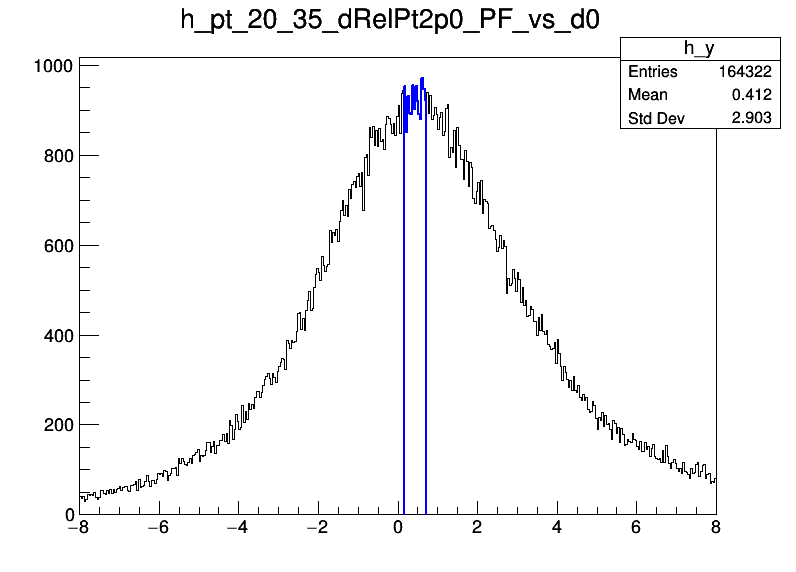 h_pt_20_35_dRelPt2p0_PF_vs_d0
h_y
Entries 164322
Mean 0.412
Std Dev 2.903
1000
800
600
400
200
0
−8 −6 −4 −2 0 2 4 6 8